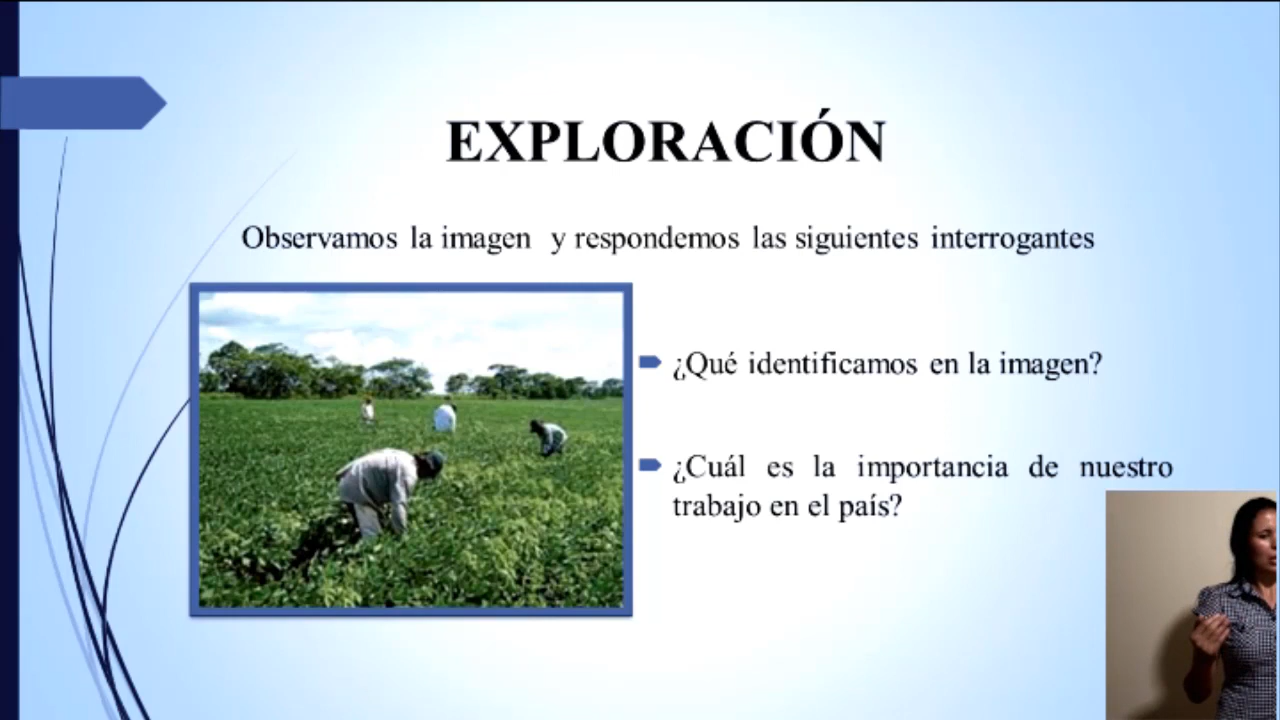 EXPLORACIÓN
Observamos la imagen y respondemos las siguientes interrogantes
¿Qué identificamos en la imagen?
¿Cuál es la importancia de nuestro
trabajo en el país?